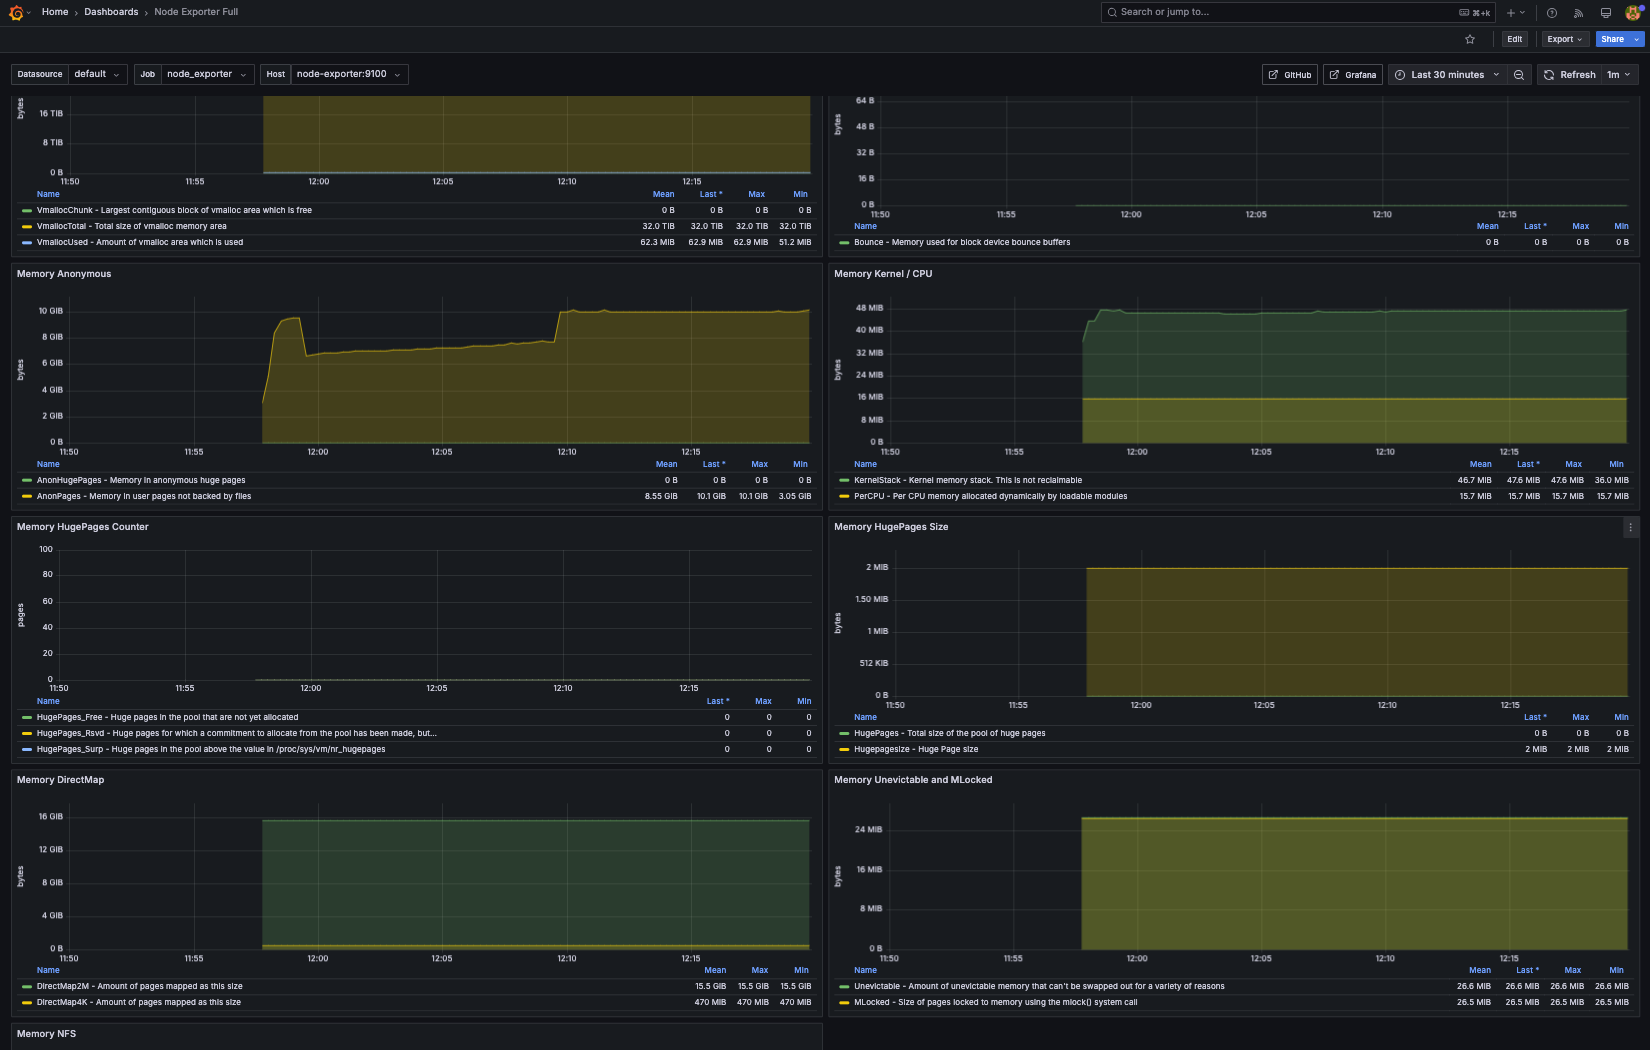 Home › Dashboards › Node Exporter Full
Search or jump to...
⌘+k
Edit
Export
Share
Datasource default
Job node_exporter
Host node-exporter:9100
GitHub
Grafana
Last 30 minutes
Refresh 1m
bytes
16 TiB
8 TiB
0 B
11:50 11:55 12:00 12:05 12:10 12:15
Name Mean Last * Max Min
VmallocChunk - Largest contiguous block of vmalloc area which is free 0 B 0 B 0 B 0 B
VmallocTotal - Total size of vmalloc memory area 32.0 TiB 32.0 TiB 32.0 TiB 32.0 TiB
VmallocUsed - Amount of vmalloc area which is used 62.3 MiB 62.9 MiB 62.9 MiB 51.2 MiB
bytes
64 B
48 B
32 B
16 B
0 B
11:50 11:55 12:00 12:05 12:10 12:15
Name Mean Last * Max Min
Bounce - Memory used for block device bounce buffers 0 B 0 B 0 B 0 B
Memory Anonymous
bytes
10 GiB
8 GiB
6 GiB
4 GiB
2 GiB
0 B
11:50 11:55 12:00 12:05 12:10 12:15
Name Mean Last * Max Min
AnonHugePages - Memory in anonymous huge pages 0 B 0 B 0 B 0 B
AnonPages - Memory in user pages not backed by files 8.55 GiB 10.1 GiB 10.1 GiB 3.05 GiB
Memory Kernel / CPU
bytes
48 MiB
40 MiB
32 MiB
24 MiB
16 MiB
8 MiB
0 B
11:50 11:55 12:00 12:05 12:10 12:15
Name Mean Last * Max Min
KernelStack - Kernel memory stack. This is not reclaimable 46.7 MiB 47.6 MiB 47.6 MiB 36.0 MiB
PerCPU - Per CPU memory allocated dynamically by loadable modules 15.7 MiB 15.7 MiB 15.7 MiB 15.7 MiB
Memory HugePages Counter
pages
100
80
60
40
20
0
11:50 11:55 12:00 12:05 12:10 12:15
Name Last * Max Min
HugePages_Free - Huge pages in the pool that are not yet allocated 0 0 0
HugePages_Rsvd - Huge pages for which a commitment to allocate from the pool has been made, but... 0 0 0
HugePages_Surp - Huge pages in the pool above the value in /proc/sys/vm/nr_hugepages 0 0 0
Memory HugePages Size
bytes
2 MiB
1.50 MiB
1 MiB
512 KiB
0 B
11:50 11:55 12:00 12:05 12:10 12:15
Name Last * Max Min
HugePages - Total size of the pool of huge pages 0 B 0 B 0 B
Hugepagesize - Huge Page size 2 MiB 2 MiB 2 MiB
Memory DirectMap
bytes
16 GiB
12 GiB
8 GiB
4 GiB
0 B
11:50 11:55 12:00 12:05 12:10 12:15
Name Mean Max Min
DirectMap2M - Amount of pages mapped as this size 15.5 GiB 15.5 GiB 15.5 GiB
DirectMap4K - Amount of pages mapped as this size 470 MiB 470 MiB 470 MiB
Memory Unevictable and MLocked
bytes
24 MiB
16 MiB
8 MiB
0 B
11:50 11:55 12:00 12:05 12:10 12:15
Name Mean Last * Max Min
Unevictable - Amount of unevictable memory that can't be swapped out for a variety of reasons 26.6 MiB 26.6 MiB 26.6 MiB 26.6 MiB
MLocked - Size of pages locked to memory using the mlock() system call 26.5 MiB 26.5 MiB 26.5 MiB 26.5 MiB
Memory NFS